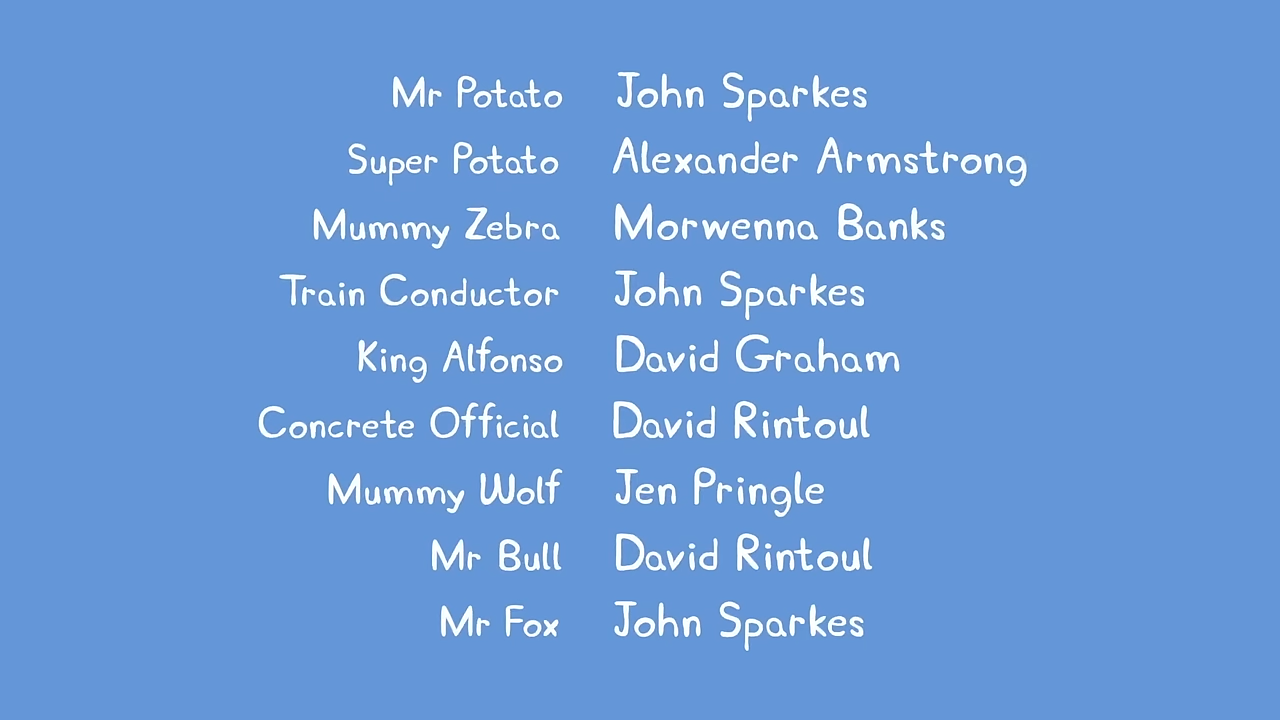 Mr Potato John Sparkes
Super Potato Alexander Armstrong
Mummy Zebra Morwenna Banks
Train Conductor John Sparkes
King Alfonso David Graham
Concrete Official David Rintoul
Mummy Wolf Jen Pringle
Mr Bull David Rintoul
Mr Fox John Sparkes